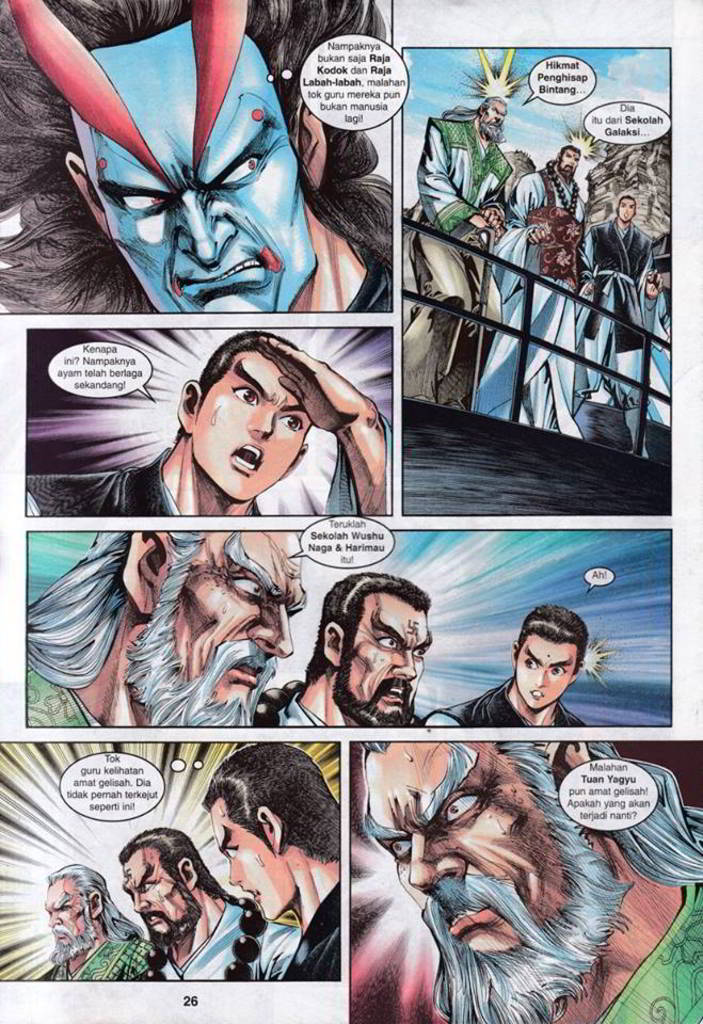 Nampaknya
bukan saja Raja
Kodok dan Raja
Labah-labah, malahan
tok guru mereka pun
bukan manusia
lagi!
Hikmat
Penghisap
Bintang...
Dia
itu dari Sekolah
Galaksi...
Kenapa
ini? Nampaknya
ayam telah berlaga
sekandang!
Teruklah
Sekolah Wushu
Naga & Harimau
itu!
Ah!
Tok
guru kelihatan
amat gelisah. Dia
tidak pernah terkejut
seperti ini!
Malahan
Tuan Yagyu
pun amat gelisah!
Apakah yang akan
terjadi nanti?
26